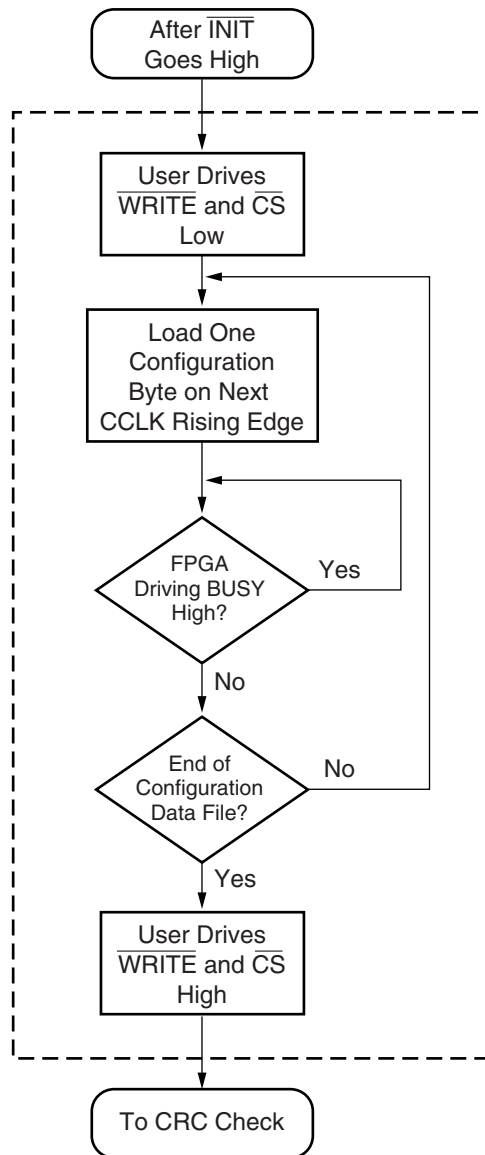 After INIT
Goes High
User Drives
WRITE and CS
Low
Load One
Configuration
Byte on Next
CCLK Rising Edge
FPGA
Driving BUSY
High?
Yes
No
End of
Configuration
Data File?
No
Yes
User Drives
WRITE and CS
High
To CRC Check